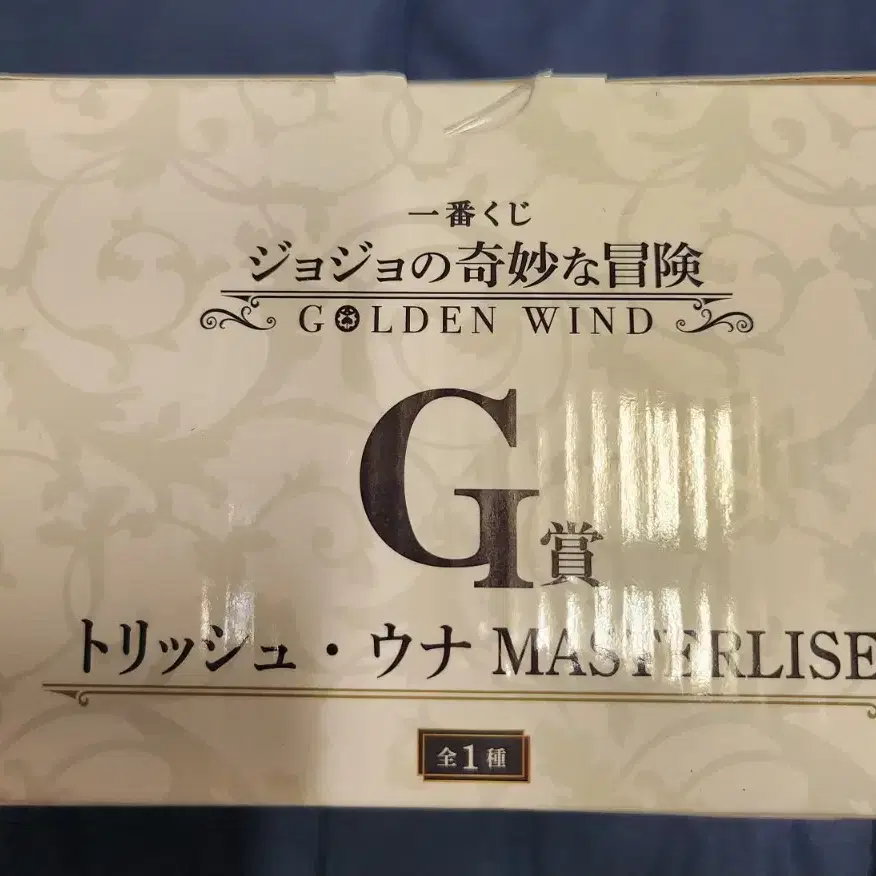 一番くじ
ジョジョの奇妙な冒険
GOLDEN WIND
G賞
トリッシュ・ウナ MASTERLISE
全1種